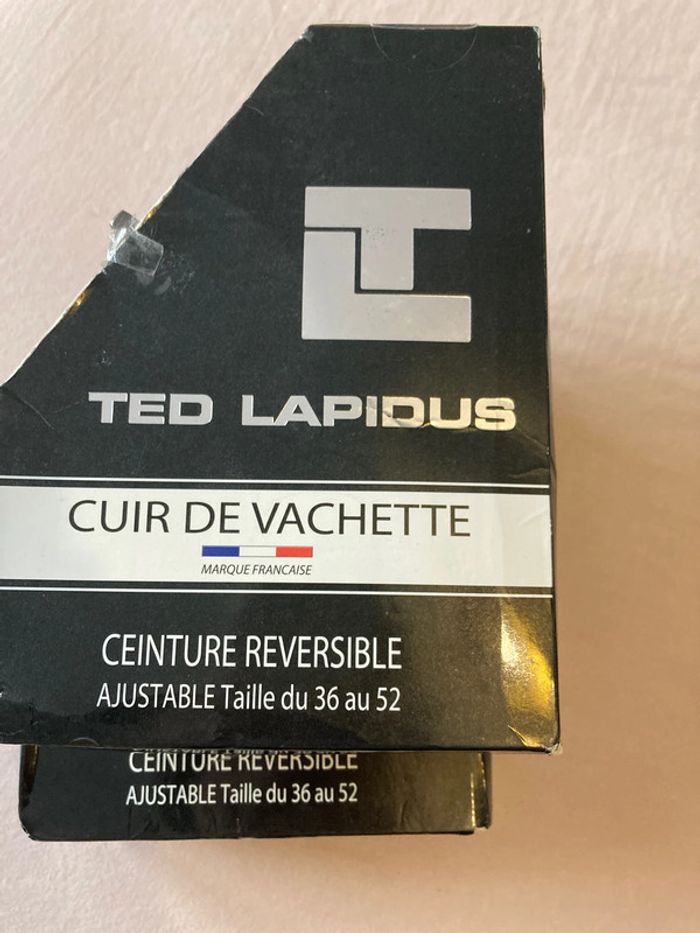 TED LAPIDUS
CUIR DE VACHETTE
MARQUE FRANCAISE
CEINTURE REVERSIBLE
AJUSTABLE Taille du 36 au 52
CEINTURE REVERSIBLE
AJUSTABLE Taille du 36 au 52